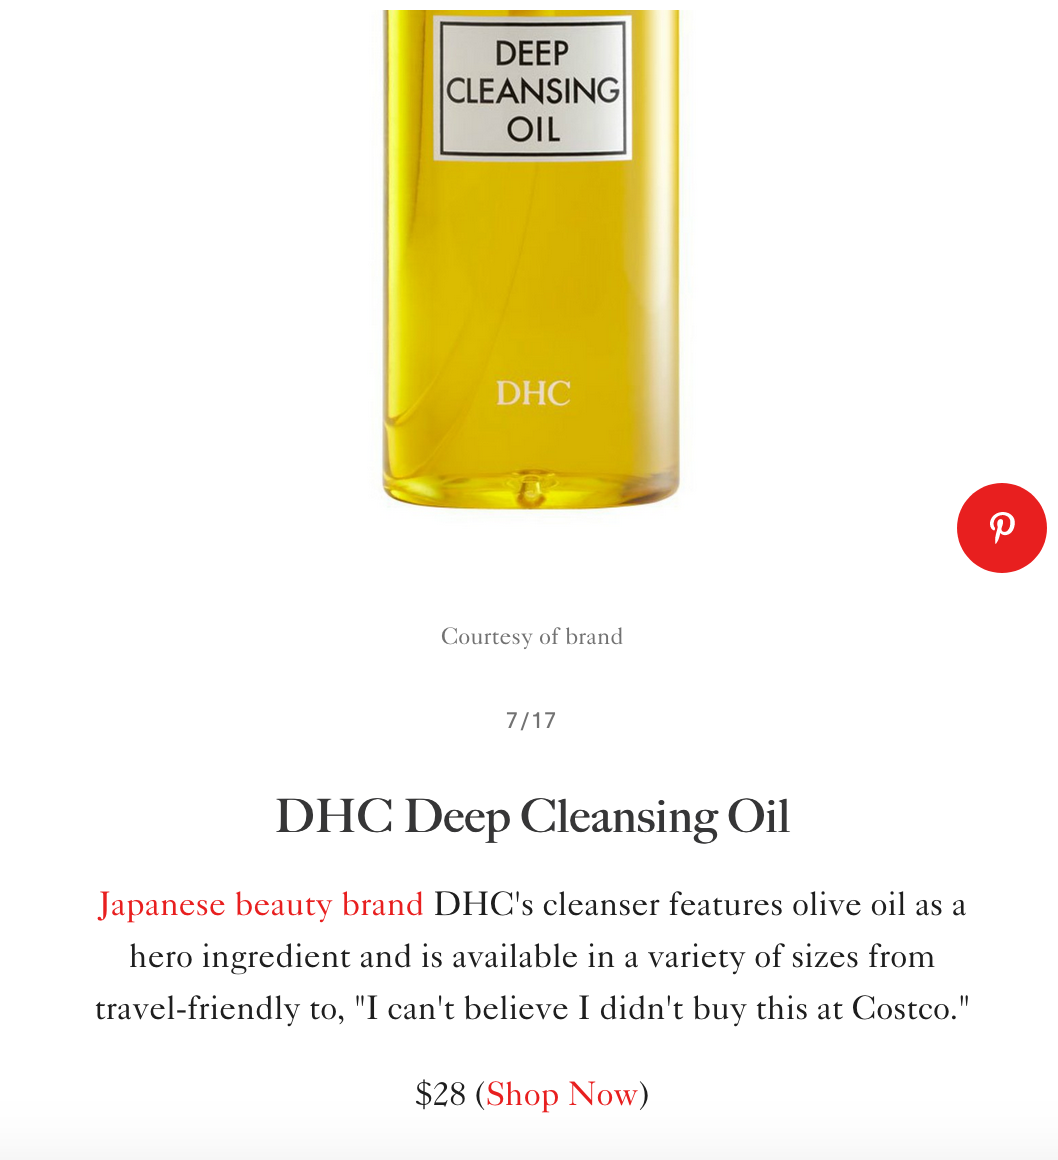 DEEP
CLEANSING
OIL
DHC
Courtesy of brand
7/17
DHC Deep Cleansing Oil
Japanese beauty brand DHC's cleanser features olive oil as a
hero ingredient and is available in a variety of sizes from
travel-friendly to, "I can't believe I didn't buy this at Costco."
$28 (Shop Now)